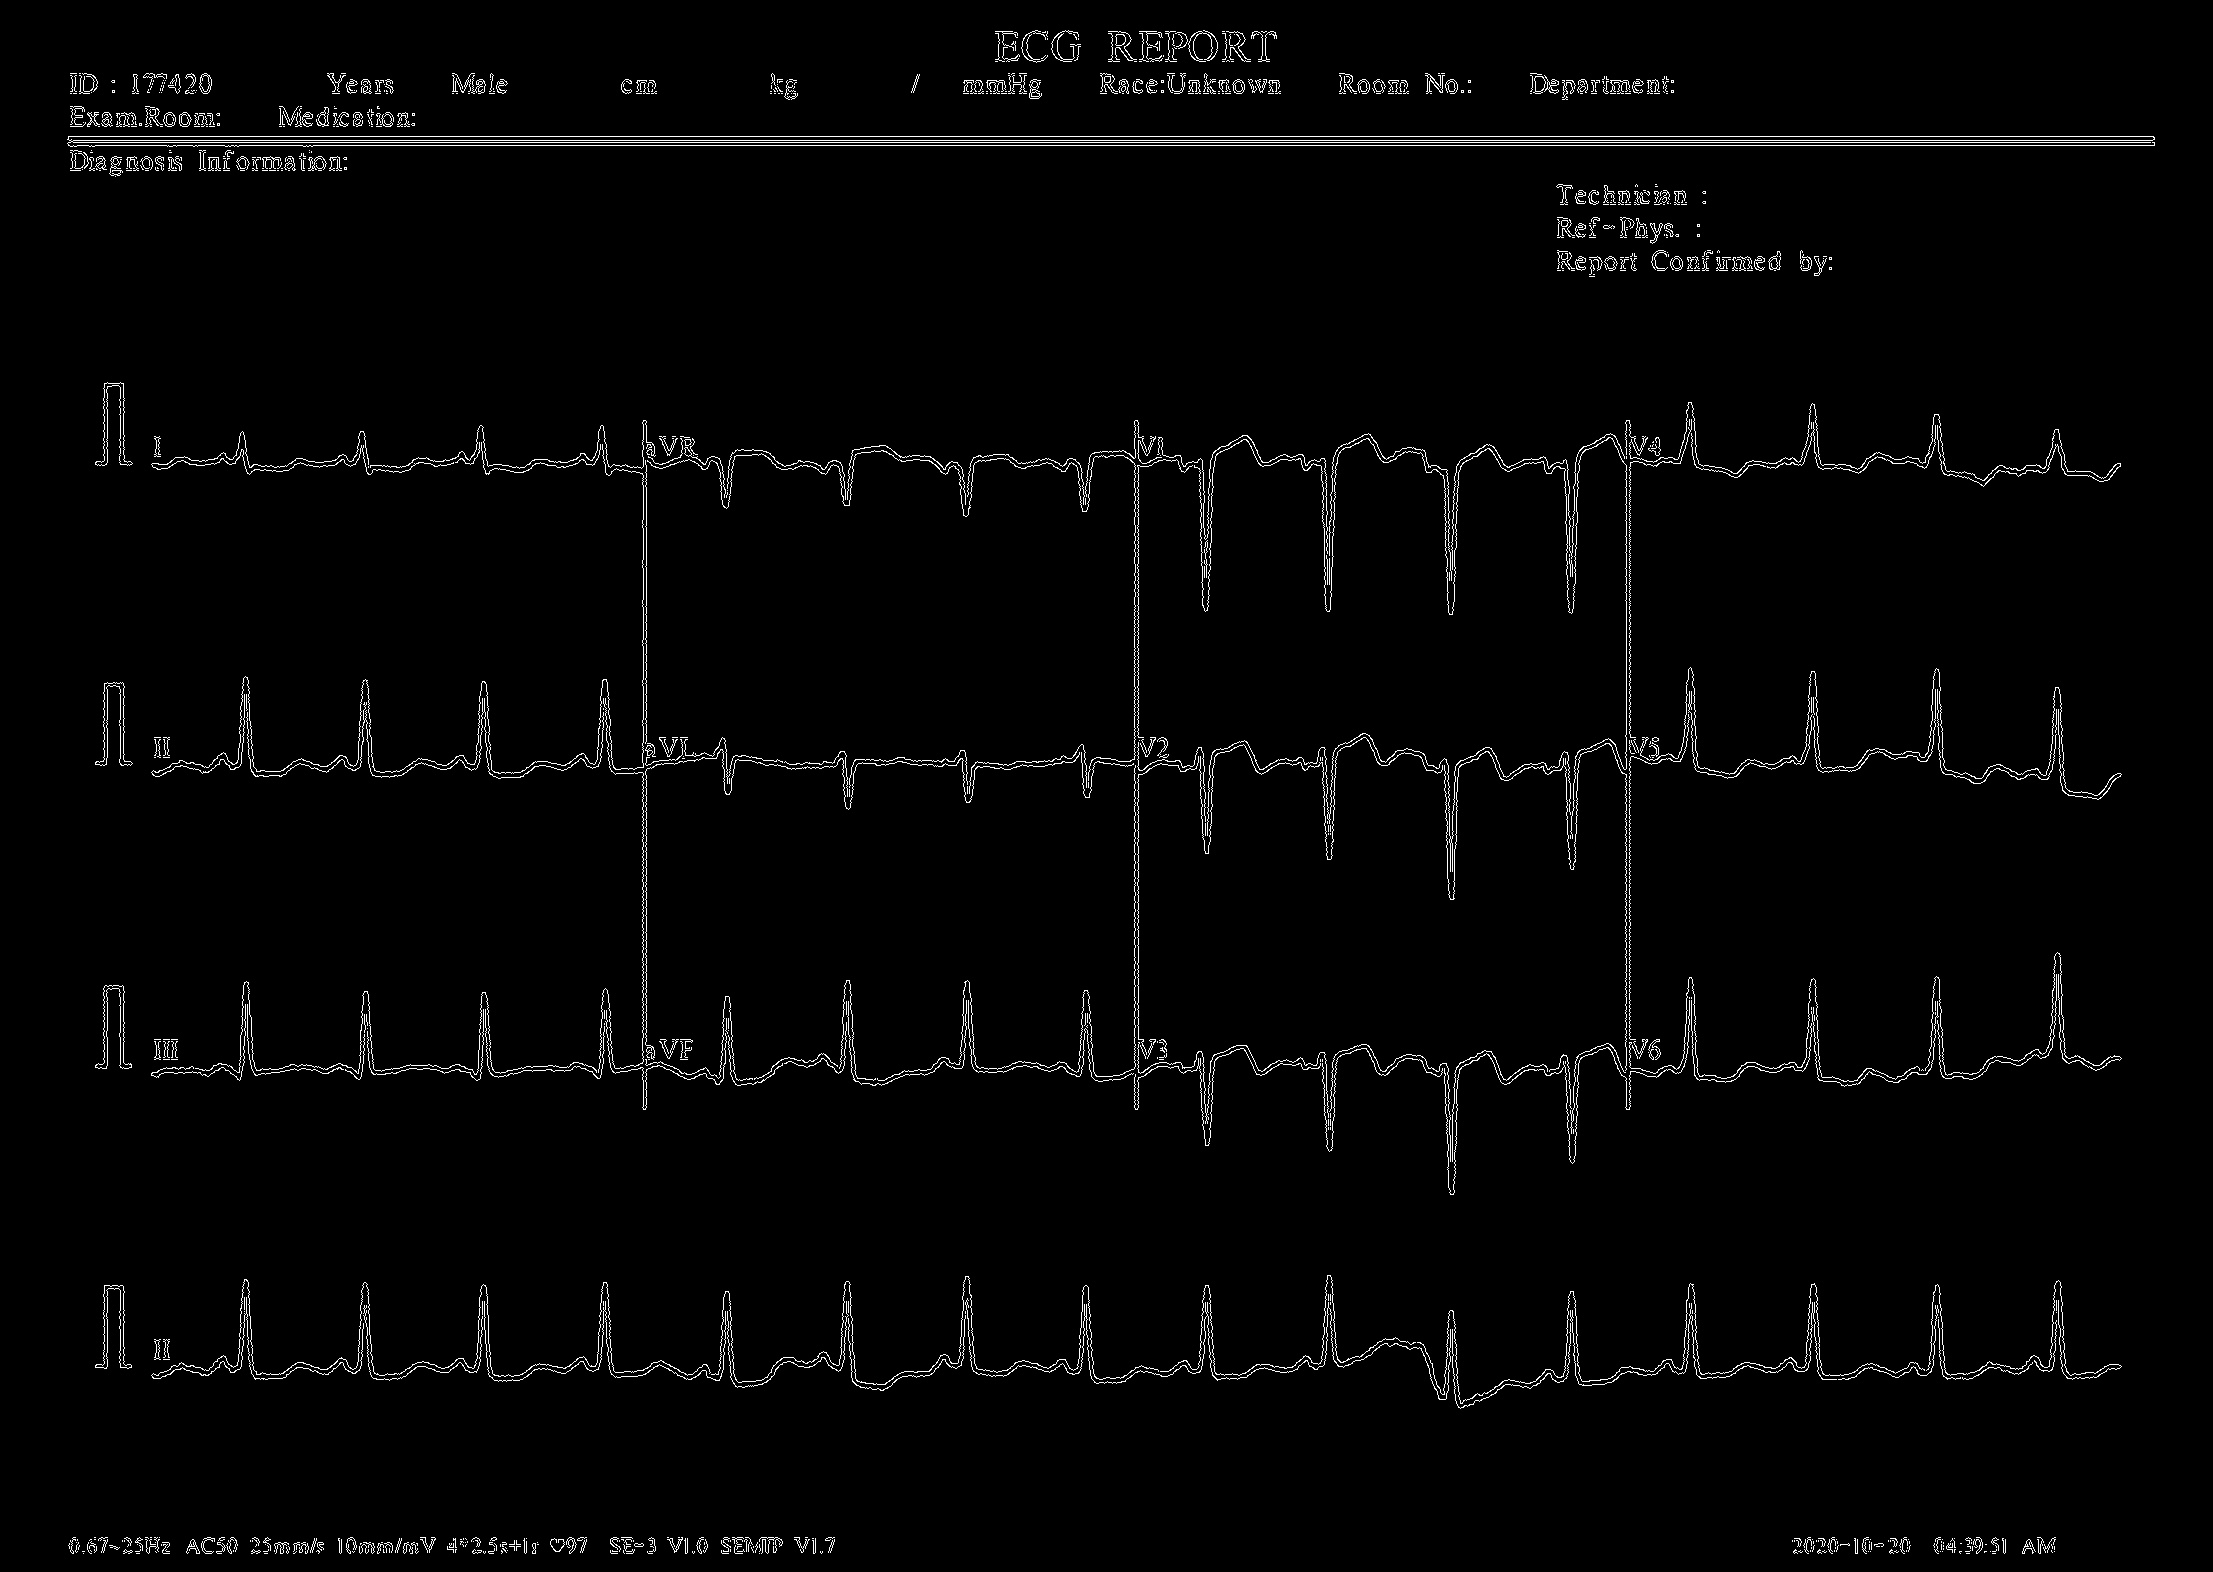 ECG REPORT
ID : 177420 Years Male cm kg / mmHg Race:Unknown Room No.: Department:
Exam.Room: Medication:
Diagnosis Information:
Technician :
Ref-Phys. :
Report Confirmed by:
I aVR V1 V4
II aVL V2 V5
III aVF V3 V6
II
0.67~25Hz AC50 25mm/s 10mm/mV 4*2.5s+1r ♡97 SE-3 V1.0 SEMIP V1.7 2020-10-20 04:39:51 AM